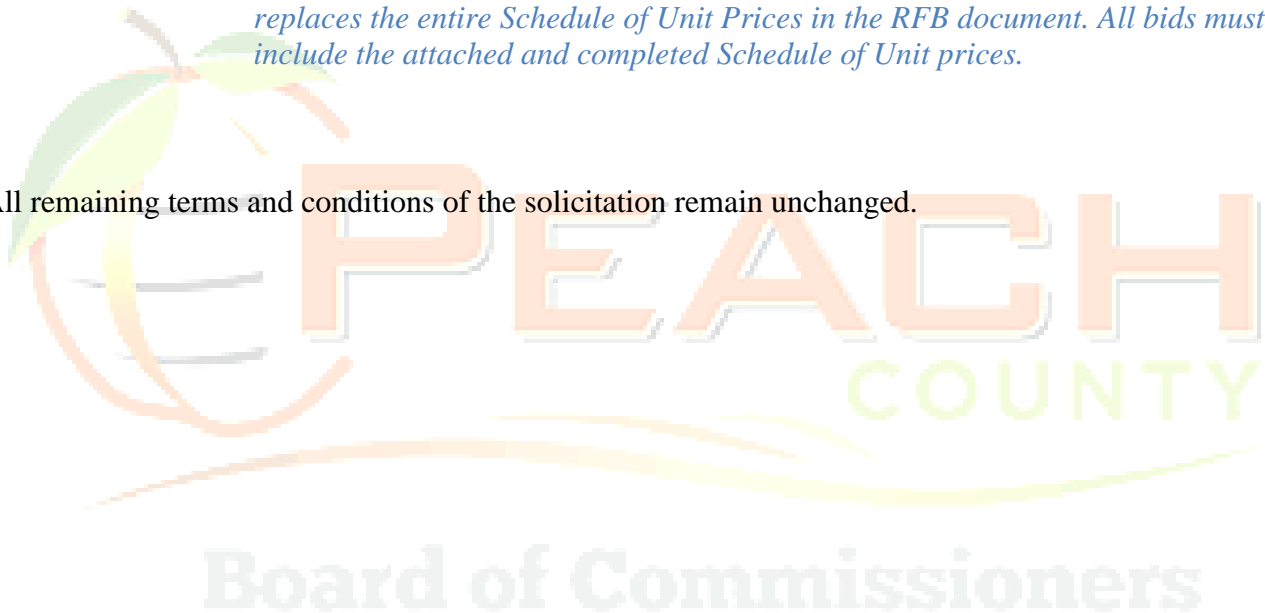 replaces the entire Schedule of Unit Prices in the RFB document. All bids must
include the attached and completed Schedule of Unit prices.
All remaining terms and conditions of the solicitation remain unchanged.
PEACH
COUNTY
Board of Commissioners